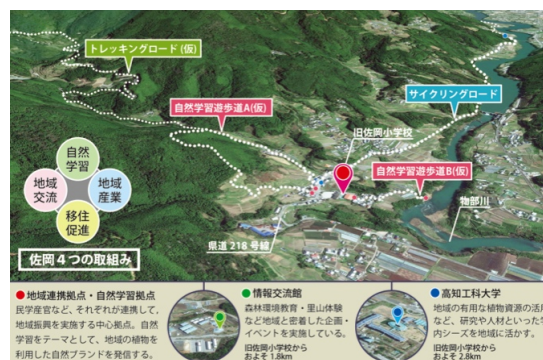 トレッキングロード(仮)
自然学習遊歩道A(仮)
サイクリングロード
旧佐岡小学校
自然学習遊歩道B(仮)
物部川
県道218号線
自然
学習
地域
交流
地域
産業
移住
促進
佐岡4つの取組み
地域連携拠点・自然学習拠点
民学産官など、それぞれが連携して、
地域振興を実施する中心拠点。自然
学習をテーマとして、地域の植物を
利用した自然ブランドを発信する。
情報交流館
森林環境教育・里山体験
など地域と密着した企画・
イベントを実施している。
旧佐岡小学校から
およそ1.8km
高知工科大学
地域の有用な植物資源の活用
など、研究や人材といった学
内シーズを地域に活かす。
旧佐岡小学校から
およそ2.8km